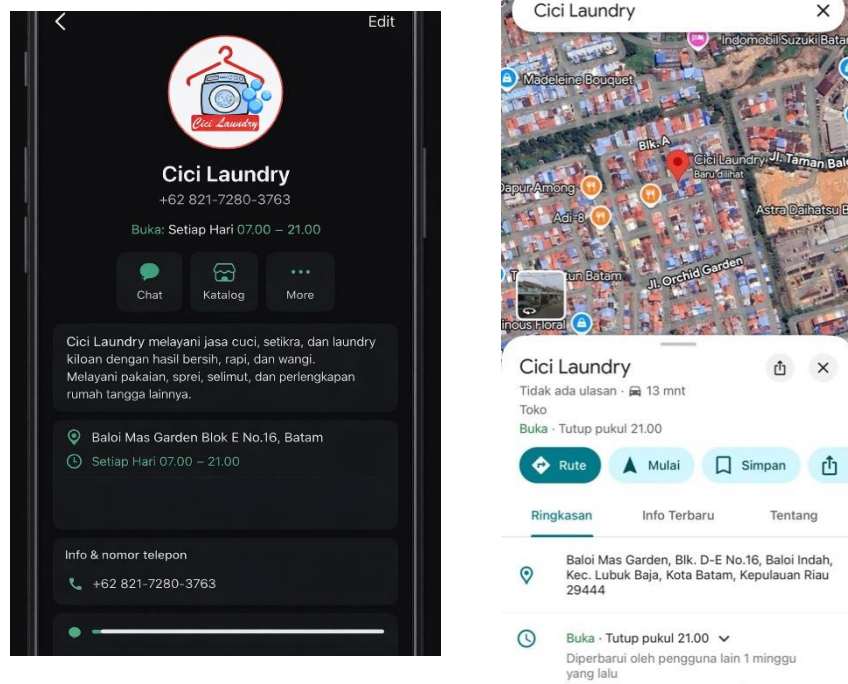 Edit
Cici Laundry
Cici Laundry
+62 821-7280-3763
Buka: Setiap Hari 07.00 – 21.00
Chat
Katalog
More
Cici Laundry melayani jasa cuci, setikra, dan laundry
kiloan dengan hasil bersih, rapi, dan wangi.
Melayani pakaian, sprei, selimut, dan perlengkapan
rumah tangga lainnya.
Baloi Mas Garden Blok E No.16, Batam
Setiap Hari 07.00 – 21.00
Info & nomor telepon
+62 821-7280-3763
Cici Laundry
Indomobil Suzuki Bata
Madeleine Bouquet
Blk. A
Cici Laundry
Baru dilihat
Jl. Taman Balo
Dapur Among
Adi-8
Astra Daihatsu B
tun Batam
Jl. Orchid Garden
inous Floral
Cici Laundry
Tidak ada ulasan · 13 mnt
Toko
Buka · Tutup pukul 21.00
Rute
Mulai
Simpan
Ringkasan
Info Terbaru
Tentang
Baloi Mas Garden, Blk. D-E No.16, Baloi Indah,
Kec. Lubuk Baja, Kota Batam, Kepulauan Riau
29444
Buka · Tutup pukul 21.00
Diperbarui oleh pengguna lain 1 minggu
yang lalu